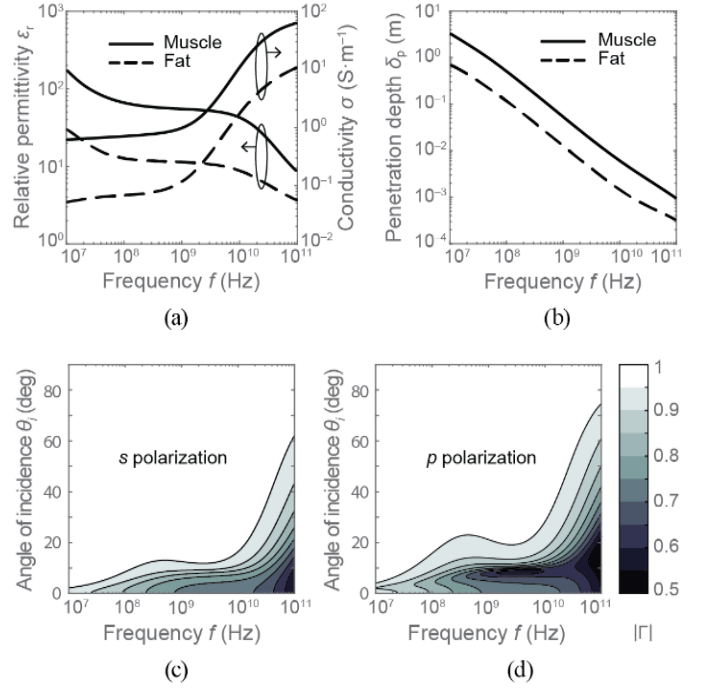 10³
10²
10¹
10⁰
Relative permittivity εr
Muscle
Fat
10²
10¹
10⁰
10⁻¹
10⁻²
Conductivity σ (S·m⁻¹)
10⁷ 10⁸ 10⁹ 10¹⁰ 10¹¹
Frequency f (Hz)
(a)
10¹
10⁰
10⁻¹
10⁻²
10⁻³
10⁻⁴
Penetration depth δp (m)
Muscle
Fat
10⁷ 10⁸ 10⁹ 10¹⁰ 10¹¹
Frequency f (Hz)
(b)
80
60
40
20
0
Angle of incidence θi (deg)
s polarization
10⁷ 10⁸ 10⁹ 10¹⁰ 10¹¹
Frequency f (Hz)
(c)
80
60
40
20
0
Angle of incidence θi (deg)
p polarization
10⁷ 10⁸ 10⁹ 10¹⁰ 10¹¹
Frequency f (Hz)
(d)
1
0.9
0.8
0.7
0.6
0.5
|Γ|